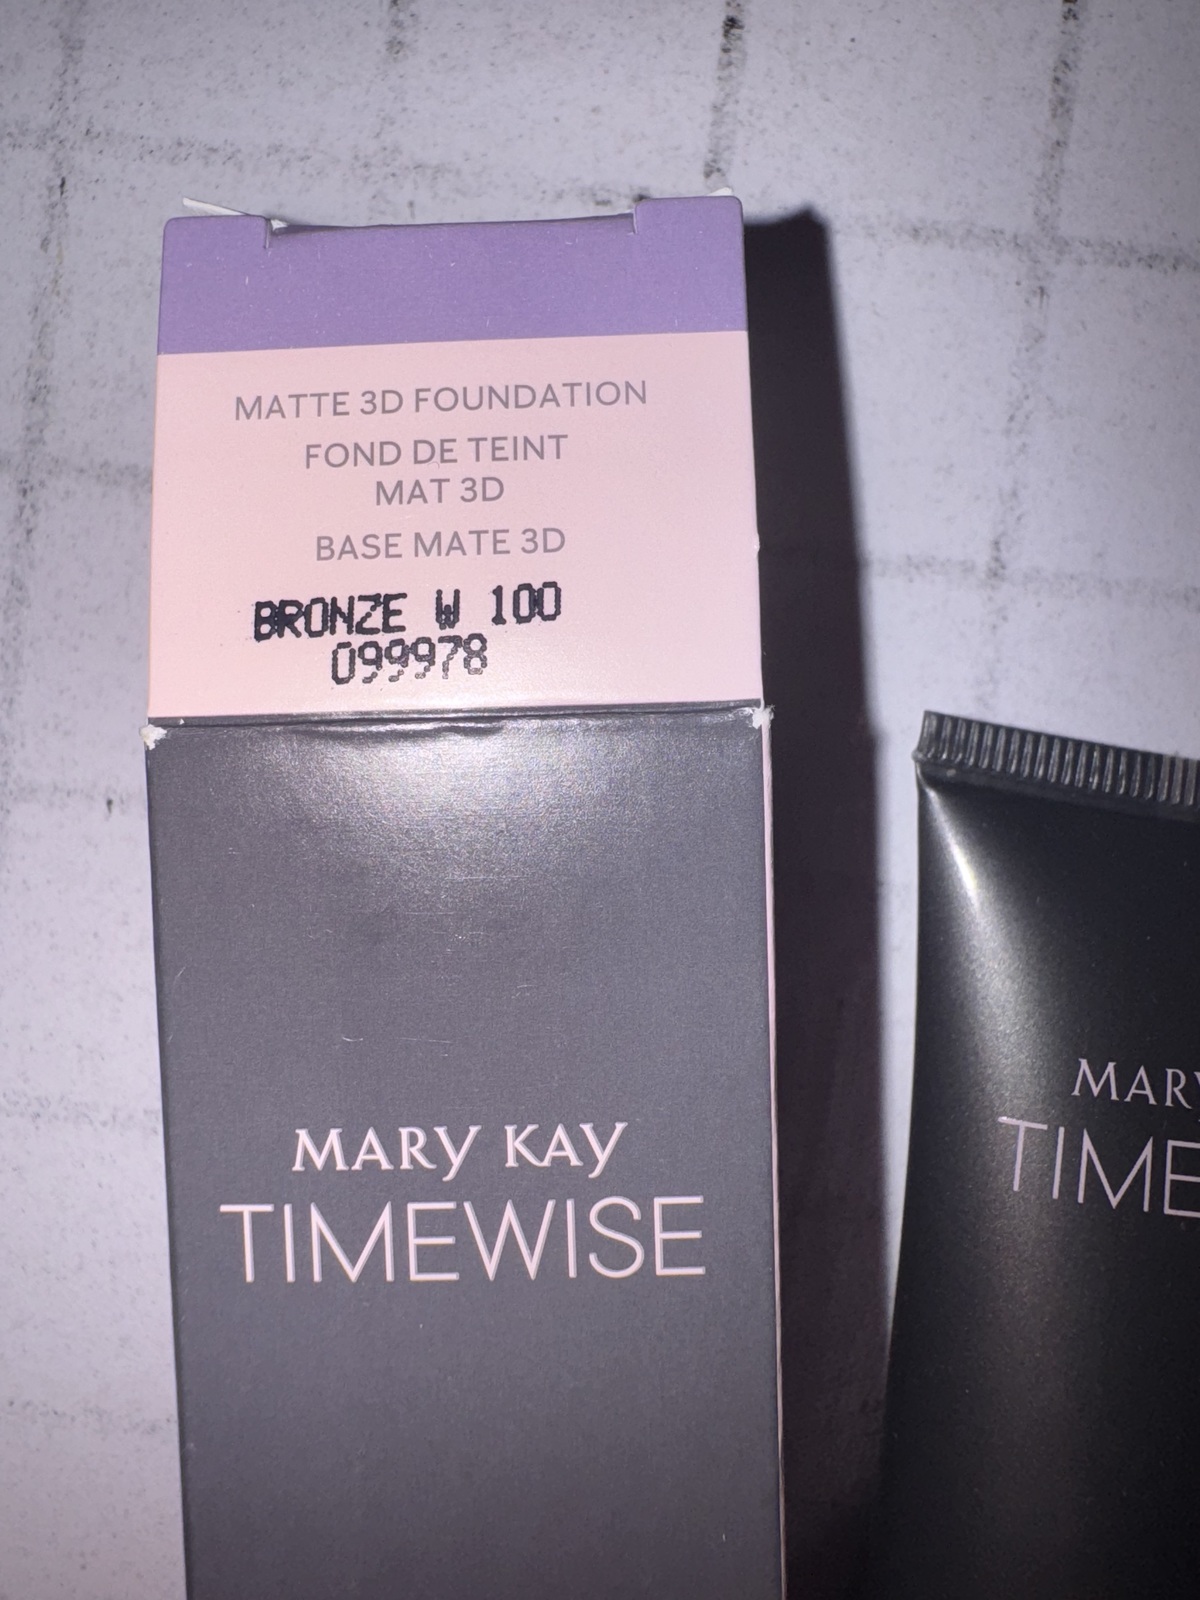 MATTE 3D FOUNDATION
FOND DE TEINT
MAT 3D
BASE MATE 3D
BRONZE W 100
099978
MARY KAY
TIMEWISE
MARY
TIME